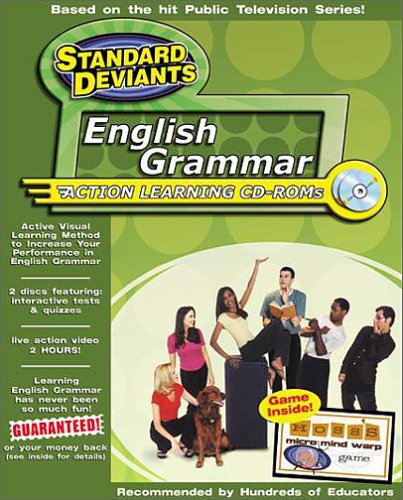 Based on the hit Public Television Series!
STANDARD
DEVIANTS
English
Grammar
ACTION LEARNING CD-ROMs
Active Visual
Learning Method
to Increase Your
Performance in
English Grammar
2 discs featuring:
interactive tests
& quizzes
live action video
2 HOURS!
Learning
English Grammar
has never been
so much fun!
GUARANTEED!
or your money back
(see inside for details)
Game
Inside!
HOSS's
micro mind warp
game
Recommended by Hundreds of Educators